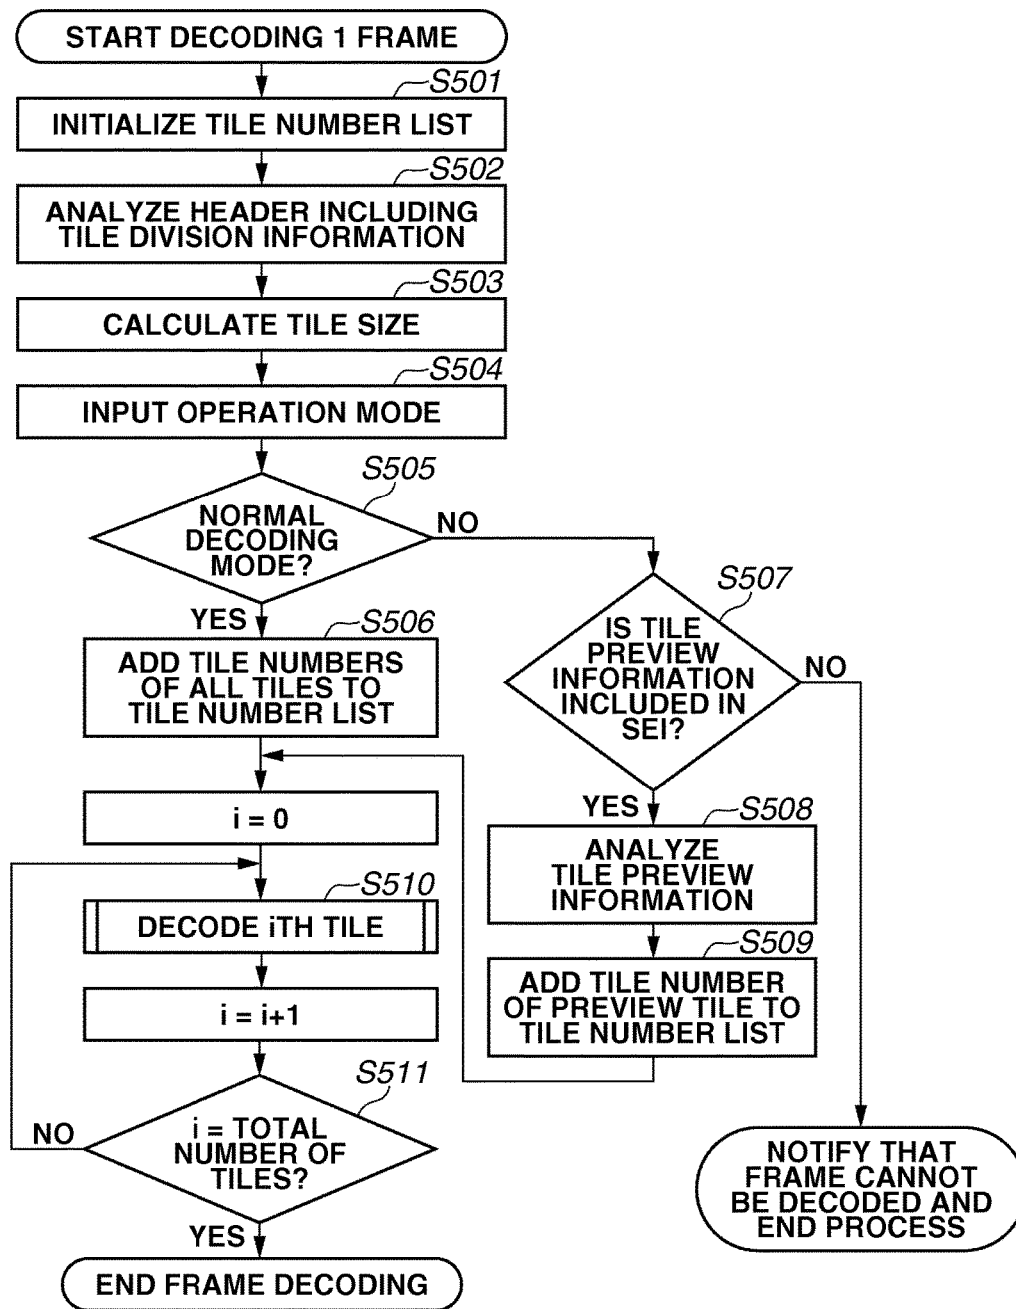 START DECODING 1 FRAME
S501
INITIALIZE TILE NUMBER LIST
S502
ANALYZE HEADER INCLUDING
TILE DIVISION INFORMATION
S503
CALCULATE TILE SIZE
S504
INPUT OPERATION MODE
S505
NORMAL
DECODING
MODE?
NO
YES
S506
ADD TILE NUMBERS
OF ALL TILES TO
TILE NUMBER LIST
S507
IS TILE
PREVIEW
INFORMATION
INCLUDED IN
SEI?
NO
YES
S508
ANALYZE
TILE PREVIEW
INFORMATION
S509
ADD TILE NUMBER
OF PREVIEW TILE TO
TILE NUMBER LIST
i = 0
S510
DECODE iTH TILE
i = i+1
S511
i = TOTAL
NUMBER OF
TILES?
NO
YES
END FRAME DECODING
NOTIFY THAT
FRAME CANNOT
BE DECODED AND
END PROCESS